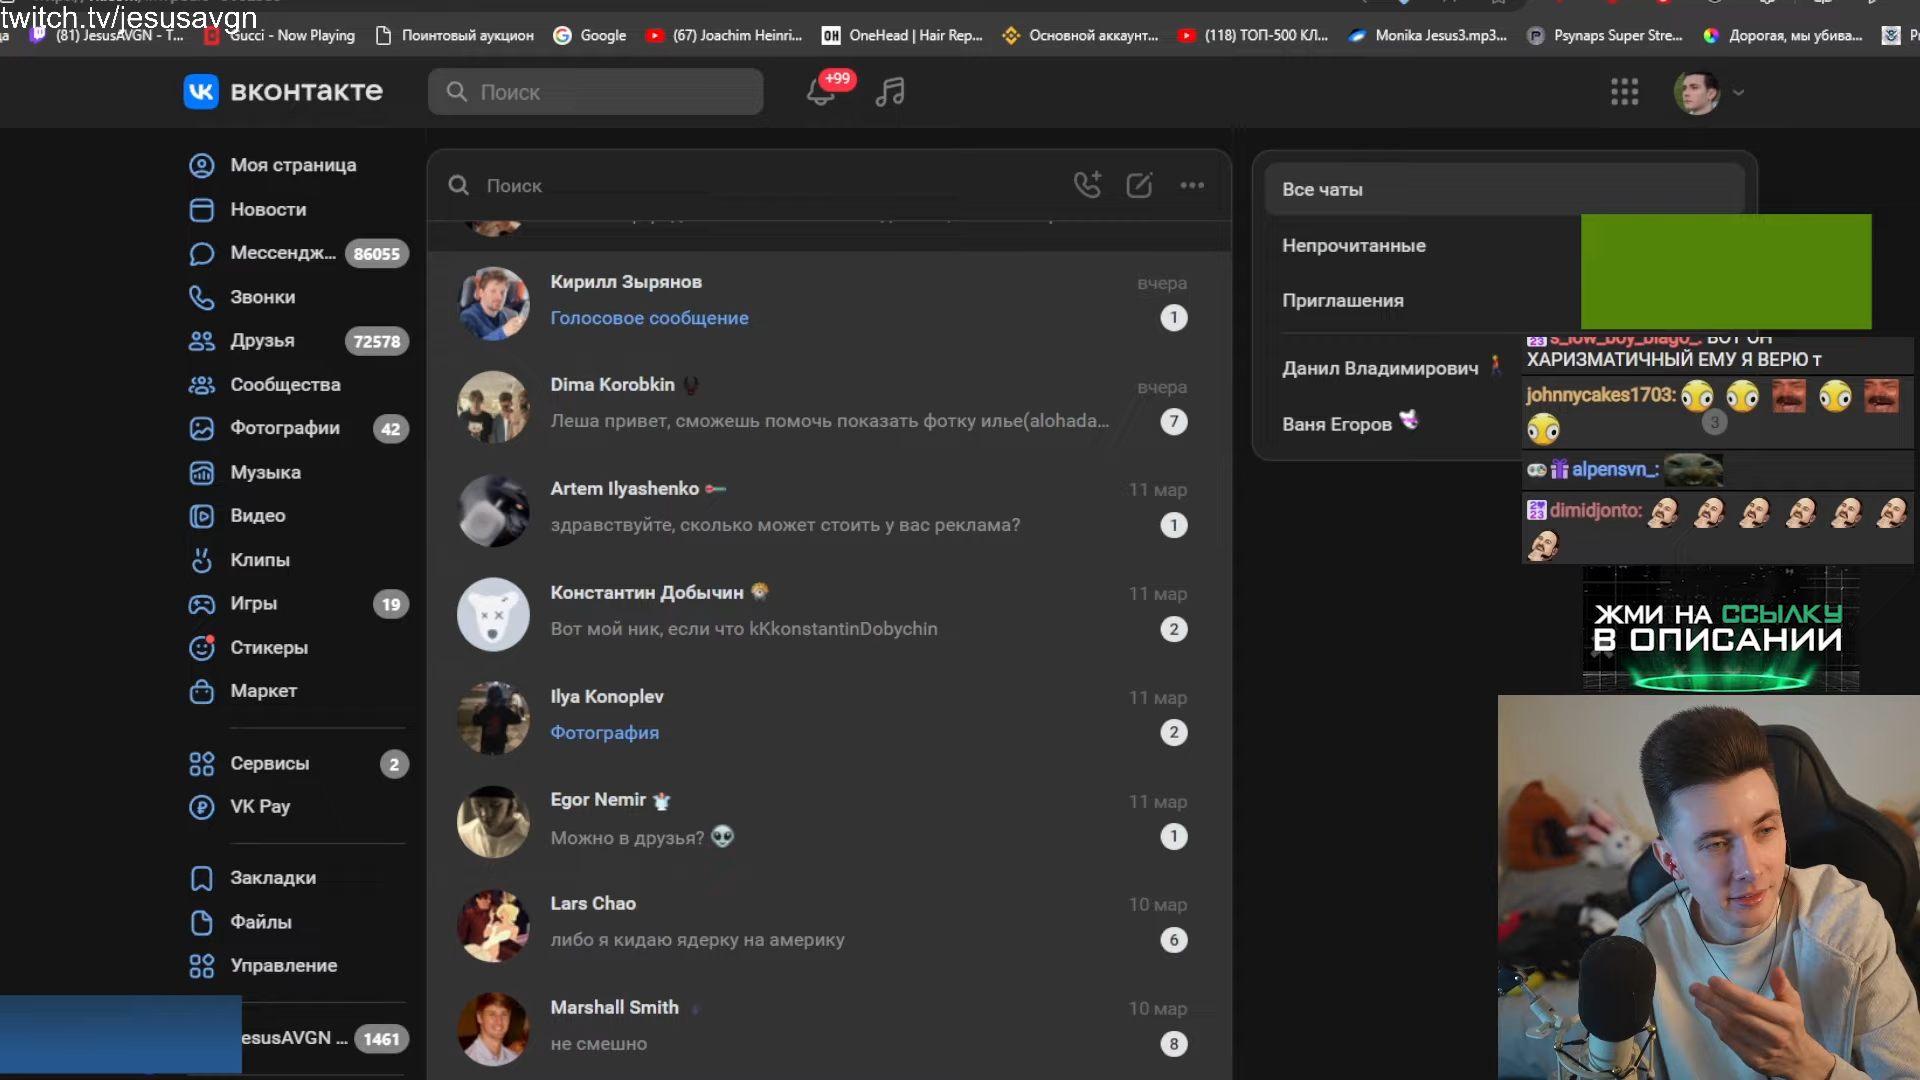 twitch.tv/jesusavgn
(81) JesusAVGN - T...
Gucci - Now Playing
Поинтовый аукцион
Google
(67) Joachim Heinri...
OneHead | Hair Rep...
Основной аккаунт...
(118) ТОП-500 КЛ...
Monika Jesus3.mp3...
Psynaps Super Stre...
Дорогая, мы убива...
вконтакте
Поиск
+99
Моя страница
Новости
Мессендж... 86055
Звонки
Друзья 72578
Сообщества
Фотографии 42
Музыка
Видео
Клипы
Игры 19
Стикеры
Маркет
Сервисы 2
VK Pay
Закладки
Файлы
Управление
esusAVGN ... 1461
Поиск
Кирилл Зырянов вчера
Голосовое сообщение 1
Dima Korobkin вчера
Леша привет, сможешь помочь показать фотку илье(alohada... 7
Artem Ilyashenko 11 мар
здравствуйте, сколько может стоить у вас реклама? 1
Константин Добычин 11 мар
Вот мой ник, если что kKkonstantinDobychin 2
Ilya Konoplev 11 мар
Фотография 2
Egor Nemir 11 мар
Можно в друзья? 1
Lars Chao 10 мар
либо я кидаю ядерку на америку 6
Marshall Smith 10 мар
не смешно 8
Все чаты
Непрочитанные
Приглашения
Данил Владимирович
Ваня Егоров
3
s_low_boy_blago_: ВОТ ОН
ХАРИЗМАТИЧНЫЙ ЕМУ Я ВЕРЮ т
johnnycakes1703:
alpensvn_:
dimidjonto:
ЖМИ НА ССЫЛКУ
В ОПИСАНИИ